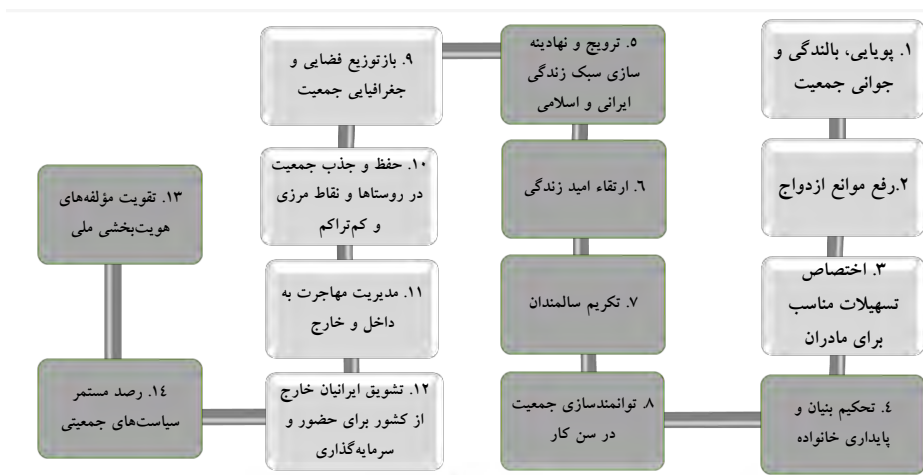 ۱. پویایی، بالندگی و
جوانی جمعیت
۲.رفع موانع ازدواج
۳. اختصاص
تسهیلات مناسب
برای مادران
۴. تحکیم بنیان و
پایداری خانواده
۵. ترویج و نهادینه
سازی سبک زندگی
ایرانی و اسلامی
۶. ارتقاء امید زندگی
۷. تکریم سالمندان
۸. توانمندسازی جمعیت
در سن کار
۹. بازتوزیع فضایی و
جغرافیایی جمعیت
۱۰. حفظ و جذب جمعیت
در روستاها و نقاط مرزی
و کم‌تراکم
۱۱. مدیریت مهاجرت به
داخل و خارج
۱۲. تشویق ایرانیان خارج
از کشور برای حضور و
سرمایه‌گذاری
۱۳. تقویت مؤلفه‌های
هویت‌بخشی ملی
۱۴. رصد مستمر
سیاست‌های جمعیتی